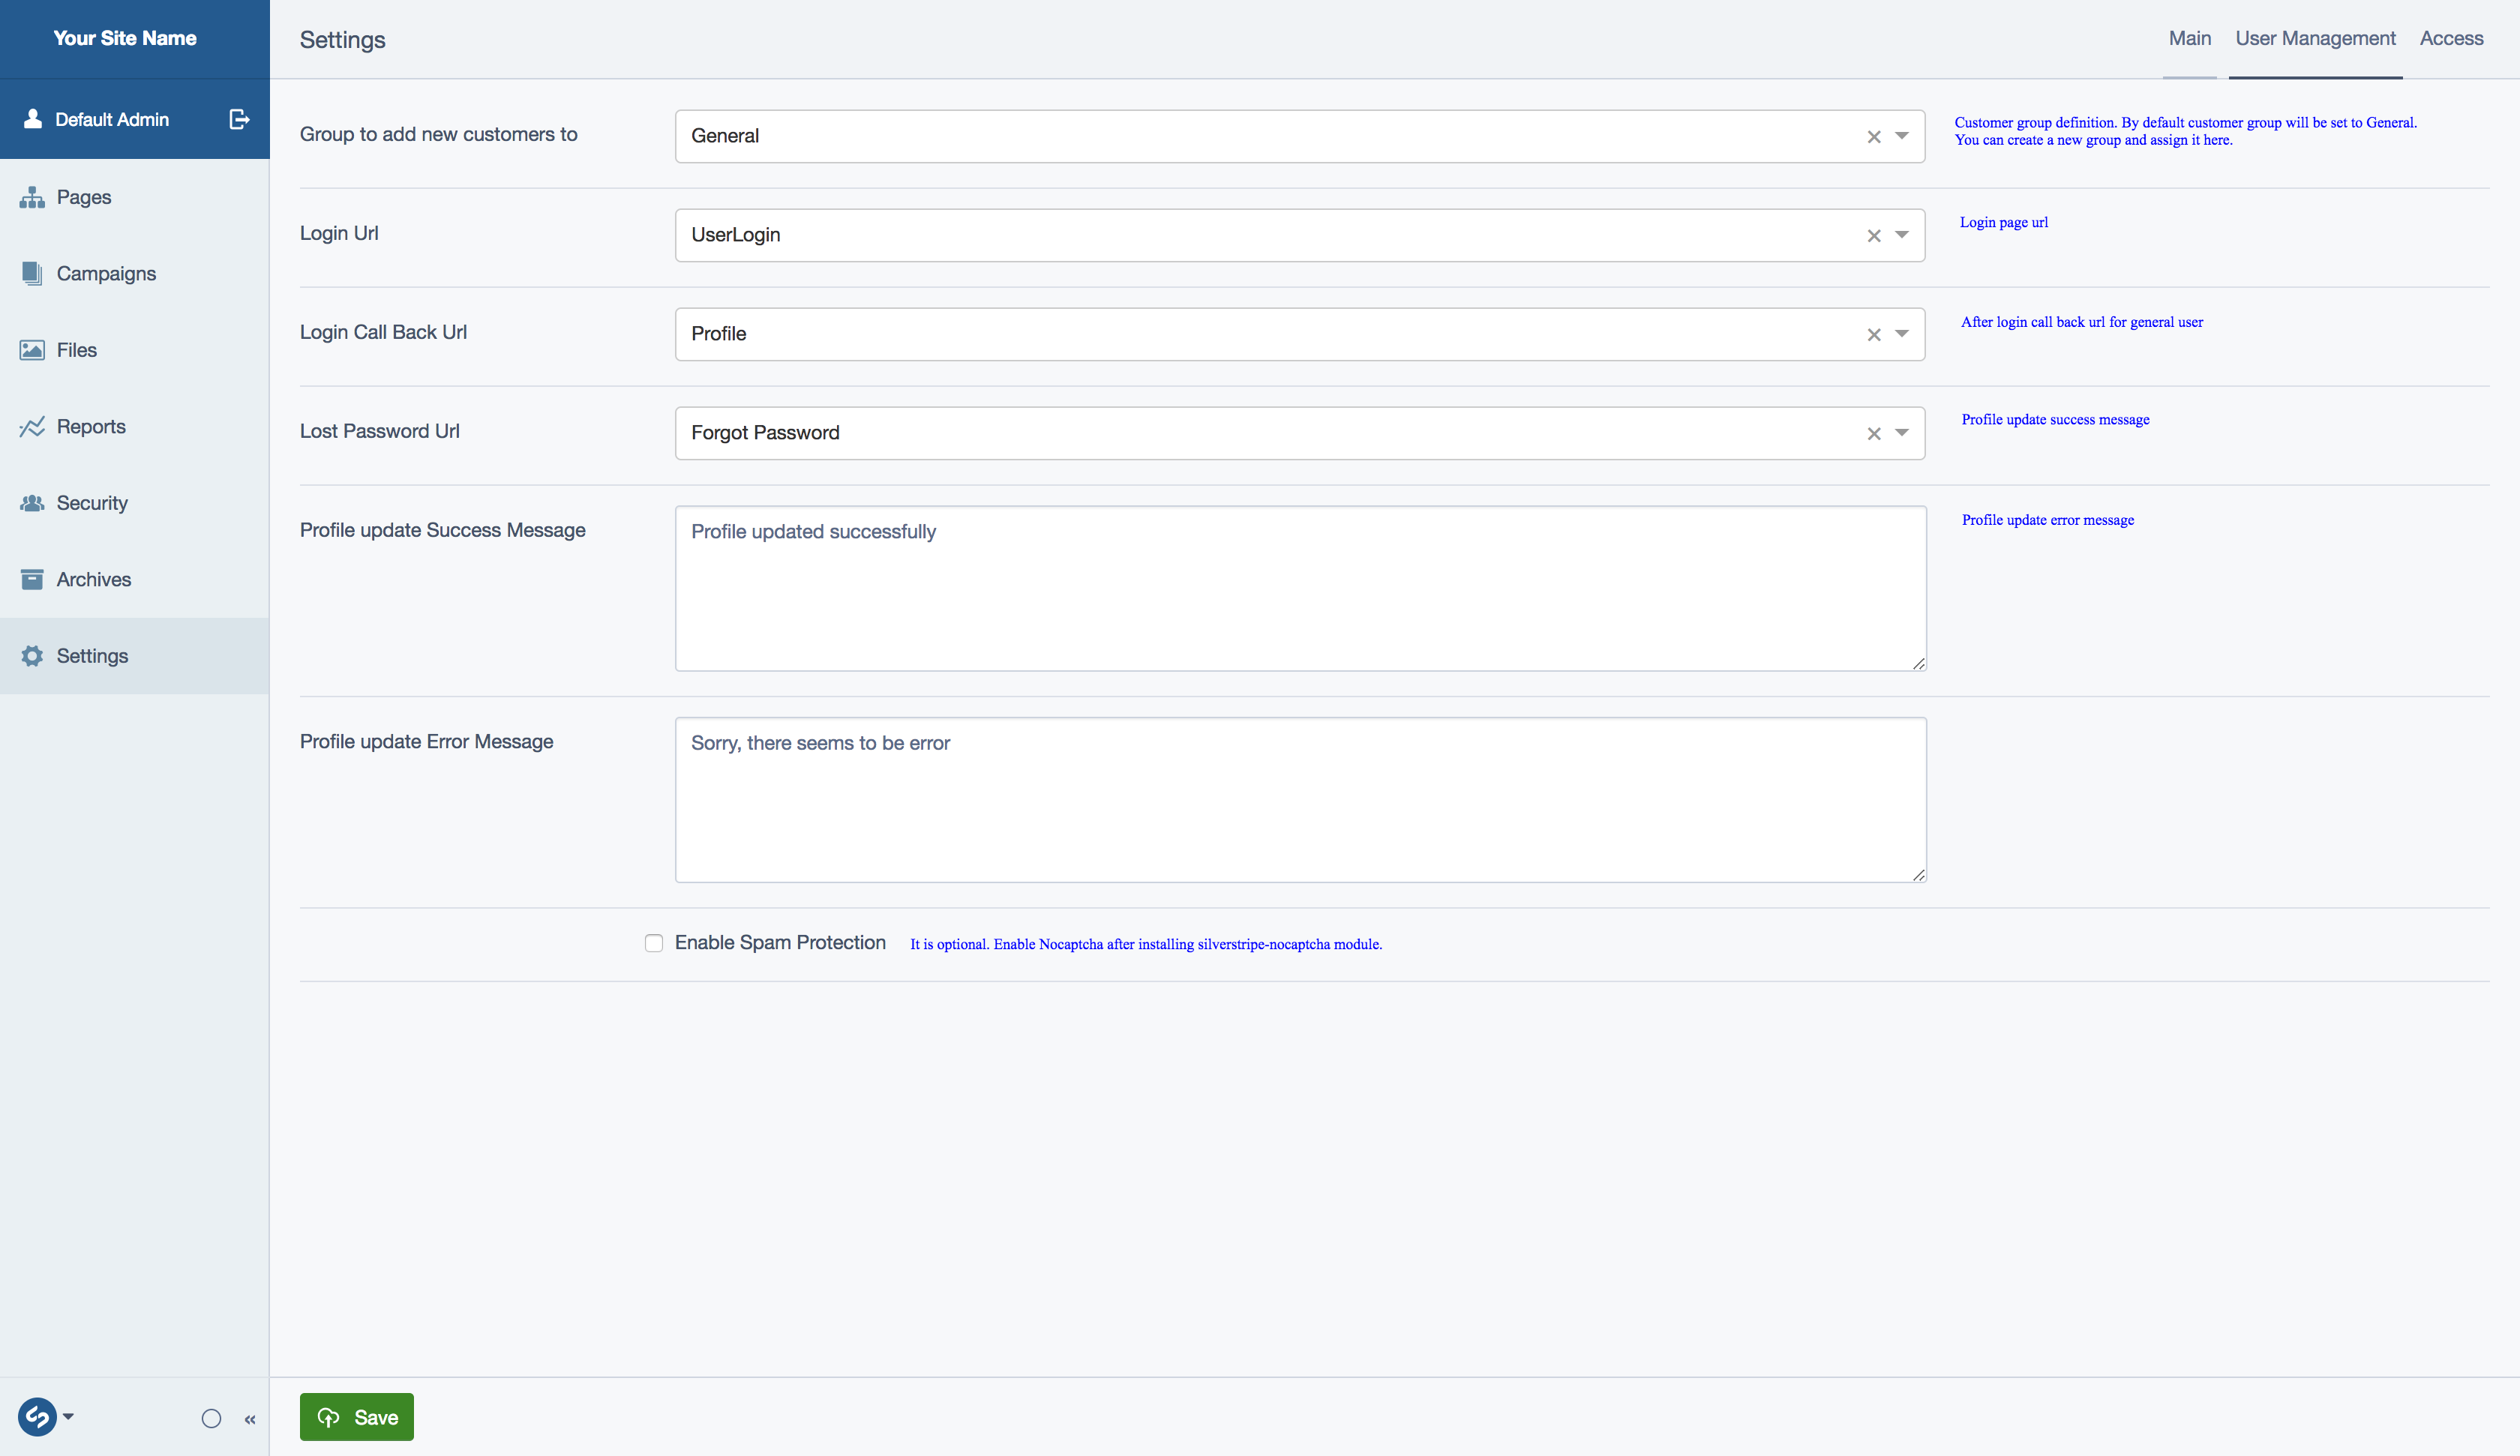 Your Site Name
Default Admin
Pages
Campaigns
Files
Reports
Security
Archives
Settings
Settings
Main
User Management
Access
Group to add new customers to
General
Customer group definition. By default customer group will be set to General.
You can create a new group and assign it here.
Login Url
UserLogin
Login page url
Login Call Back Url
Profile
After login call back url for general user
Lost Password Url
Forgot Password
Profile update success message
Profile update Success Message
Profile updated successfully
Profile update error message
Profile update Error Message
Sorry, there seems to be error
Enable Spam Protection
It is optional. Enable Nocaptcha after installing silverstripe-nocaptcha module.
Save